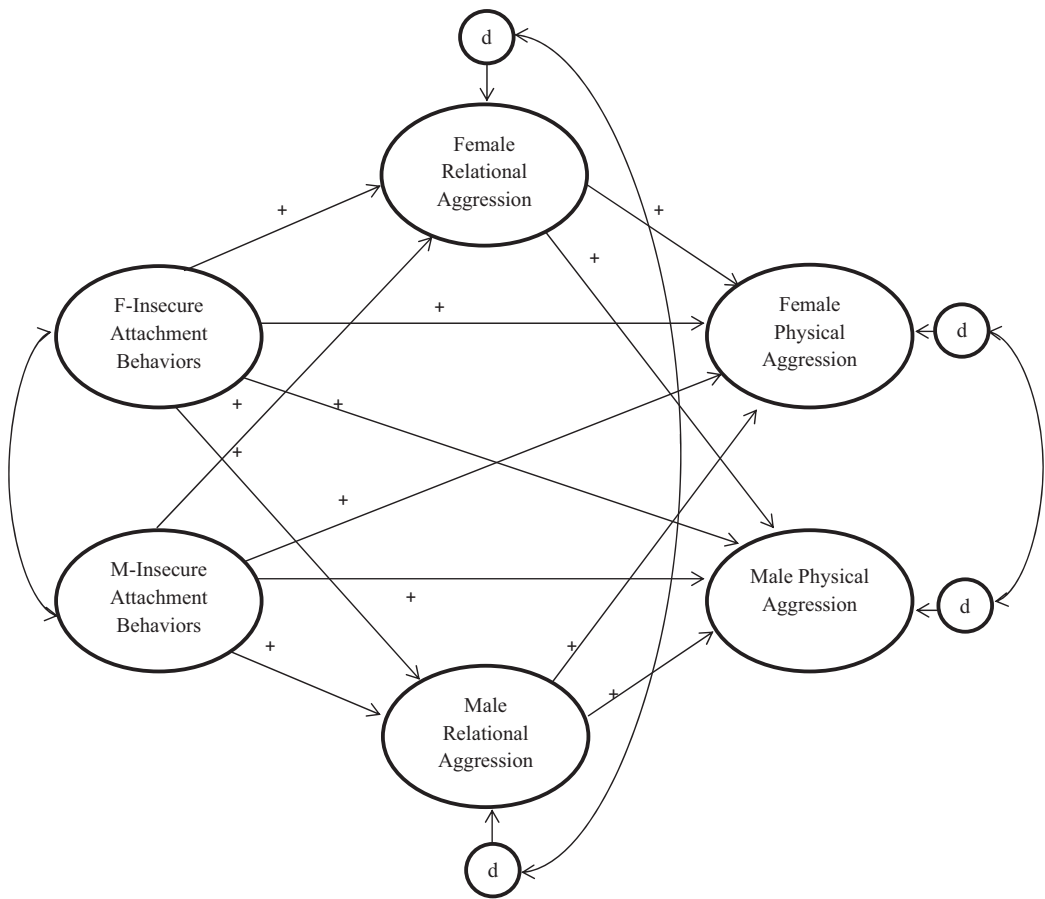 d
Female
Relational
Aggression
+
+
+
F-Insecure
Attachment
Behaviors
+
Female
Physical
Aggression
d
+
+
+
+
M-Insecure
Attachment
Behaviors
+
Male Physical
Aggression
d
+
+
+
Male
Relational
Aggression
d